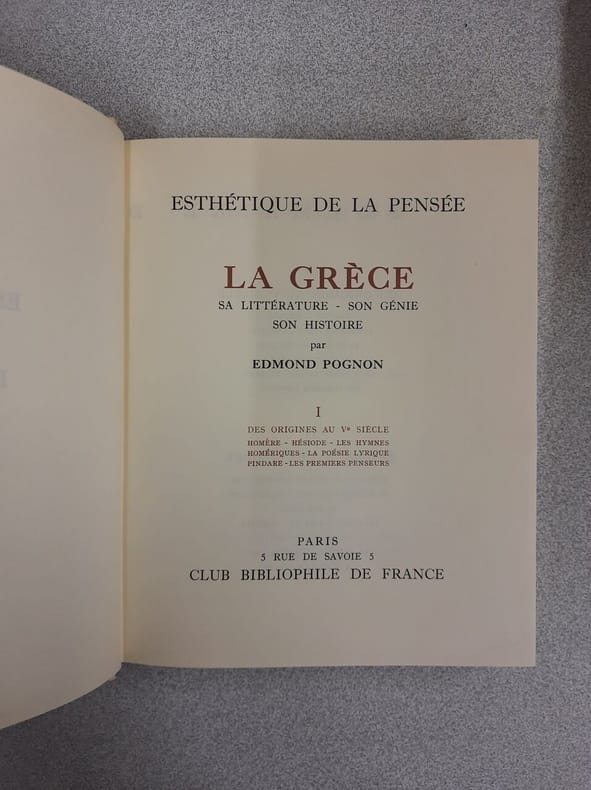 ESTHÉTIQUE DE LA PENSÉE
LA GRÈCE
SA LITTÉRATURE - SON GÉNIE
SON HISTOIRE
par
EDMOND POGNON
I
DES ORIGINES AU Vᵉ SIÈCLE
HOMÈRE - HÉSIODE - LES HYMNES
HOMÉRIQUES - LA POÉSIE LYRIQUE
PINDARE - LES PREMIERS PENSEURS
PARIS
5 RUE DE SAVOIE 5
CLUB BIBLIOPHILE DE FRANCE